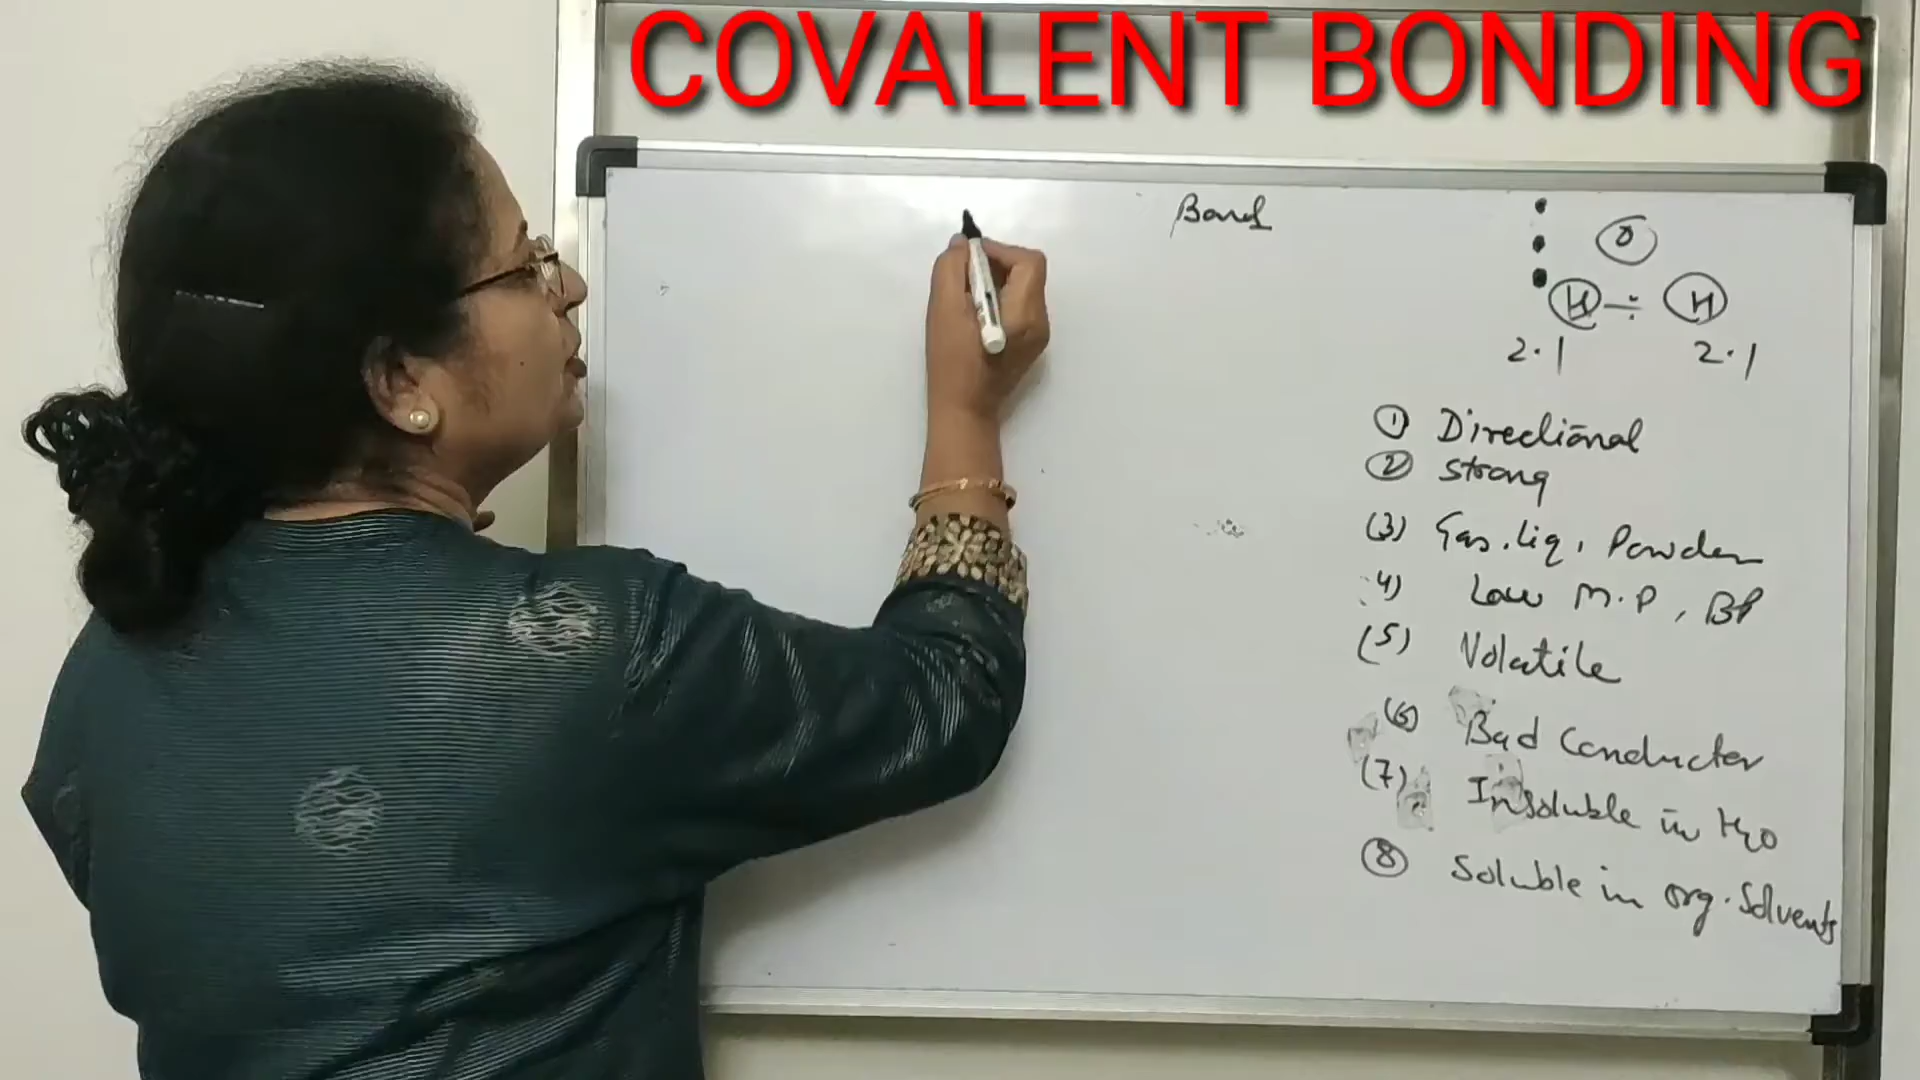 COVALENT BONDING
Bond
O
H ÷ H
2.1 2.1
① Directional
② Strong
(3) Gas, liq, Powder
4) Low M.P, BP
(5) Volatile
(6) Bad Conductor
(7) Insoluble in H2O
⑧ Soluble in org. Solvents